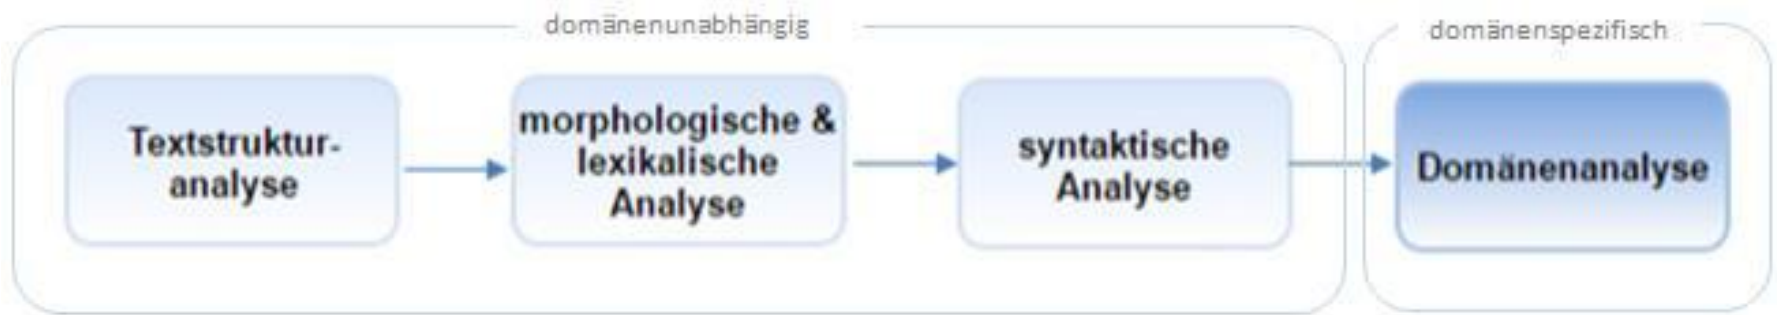 domänenunabhängig
Textstruktur-
analyse
morphologische &
lexikalische
Analyse
syntaktische
Analyse
domänenspezifisch
Domänenanalyse